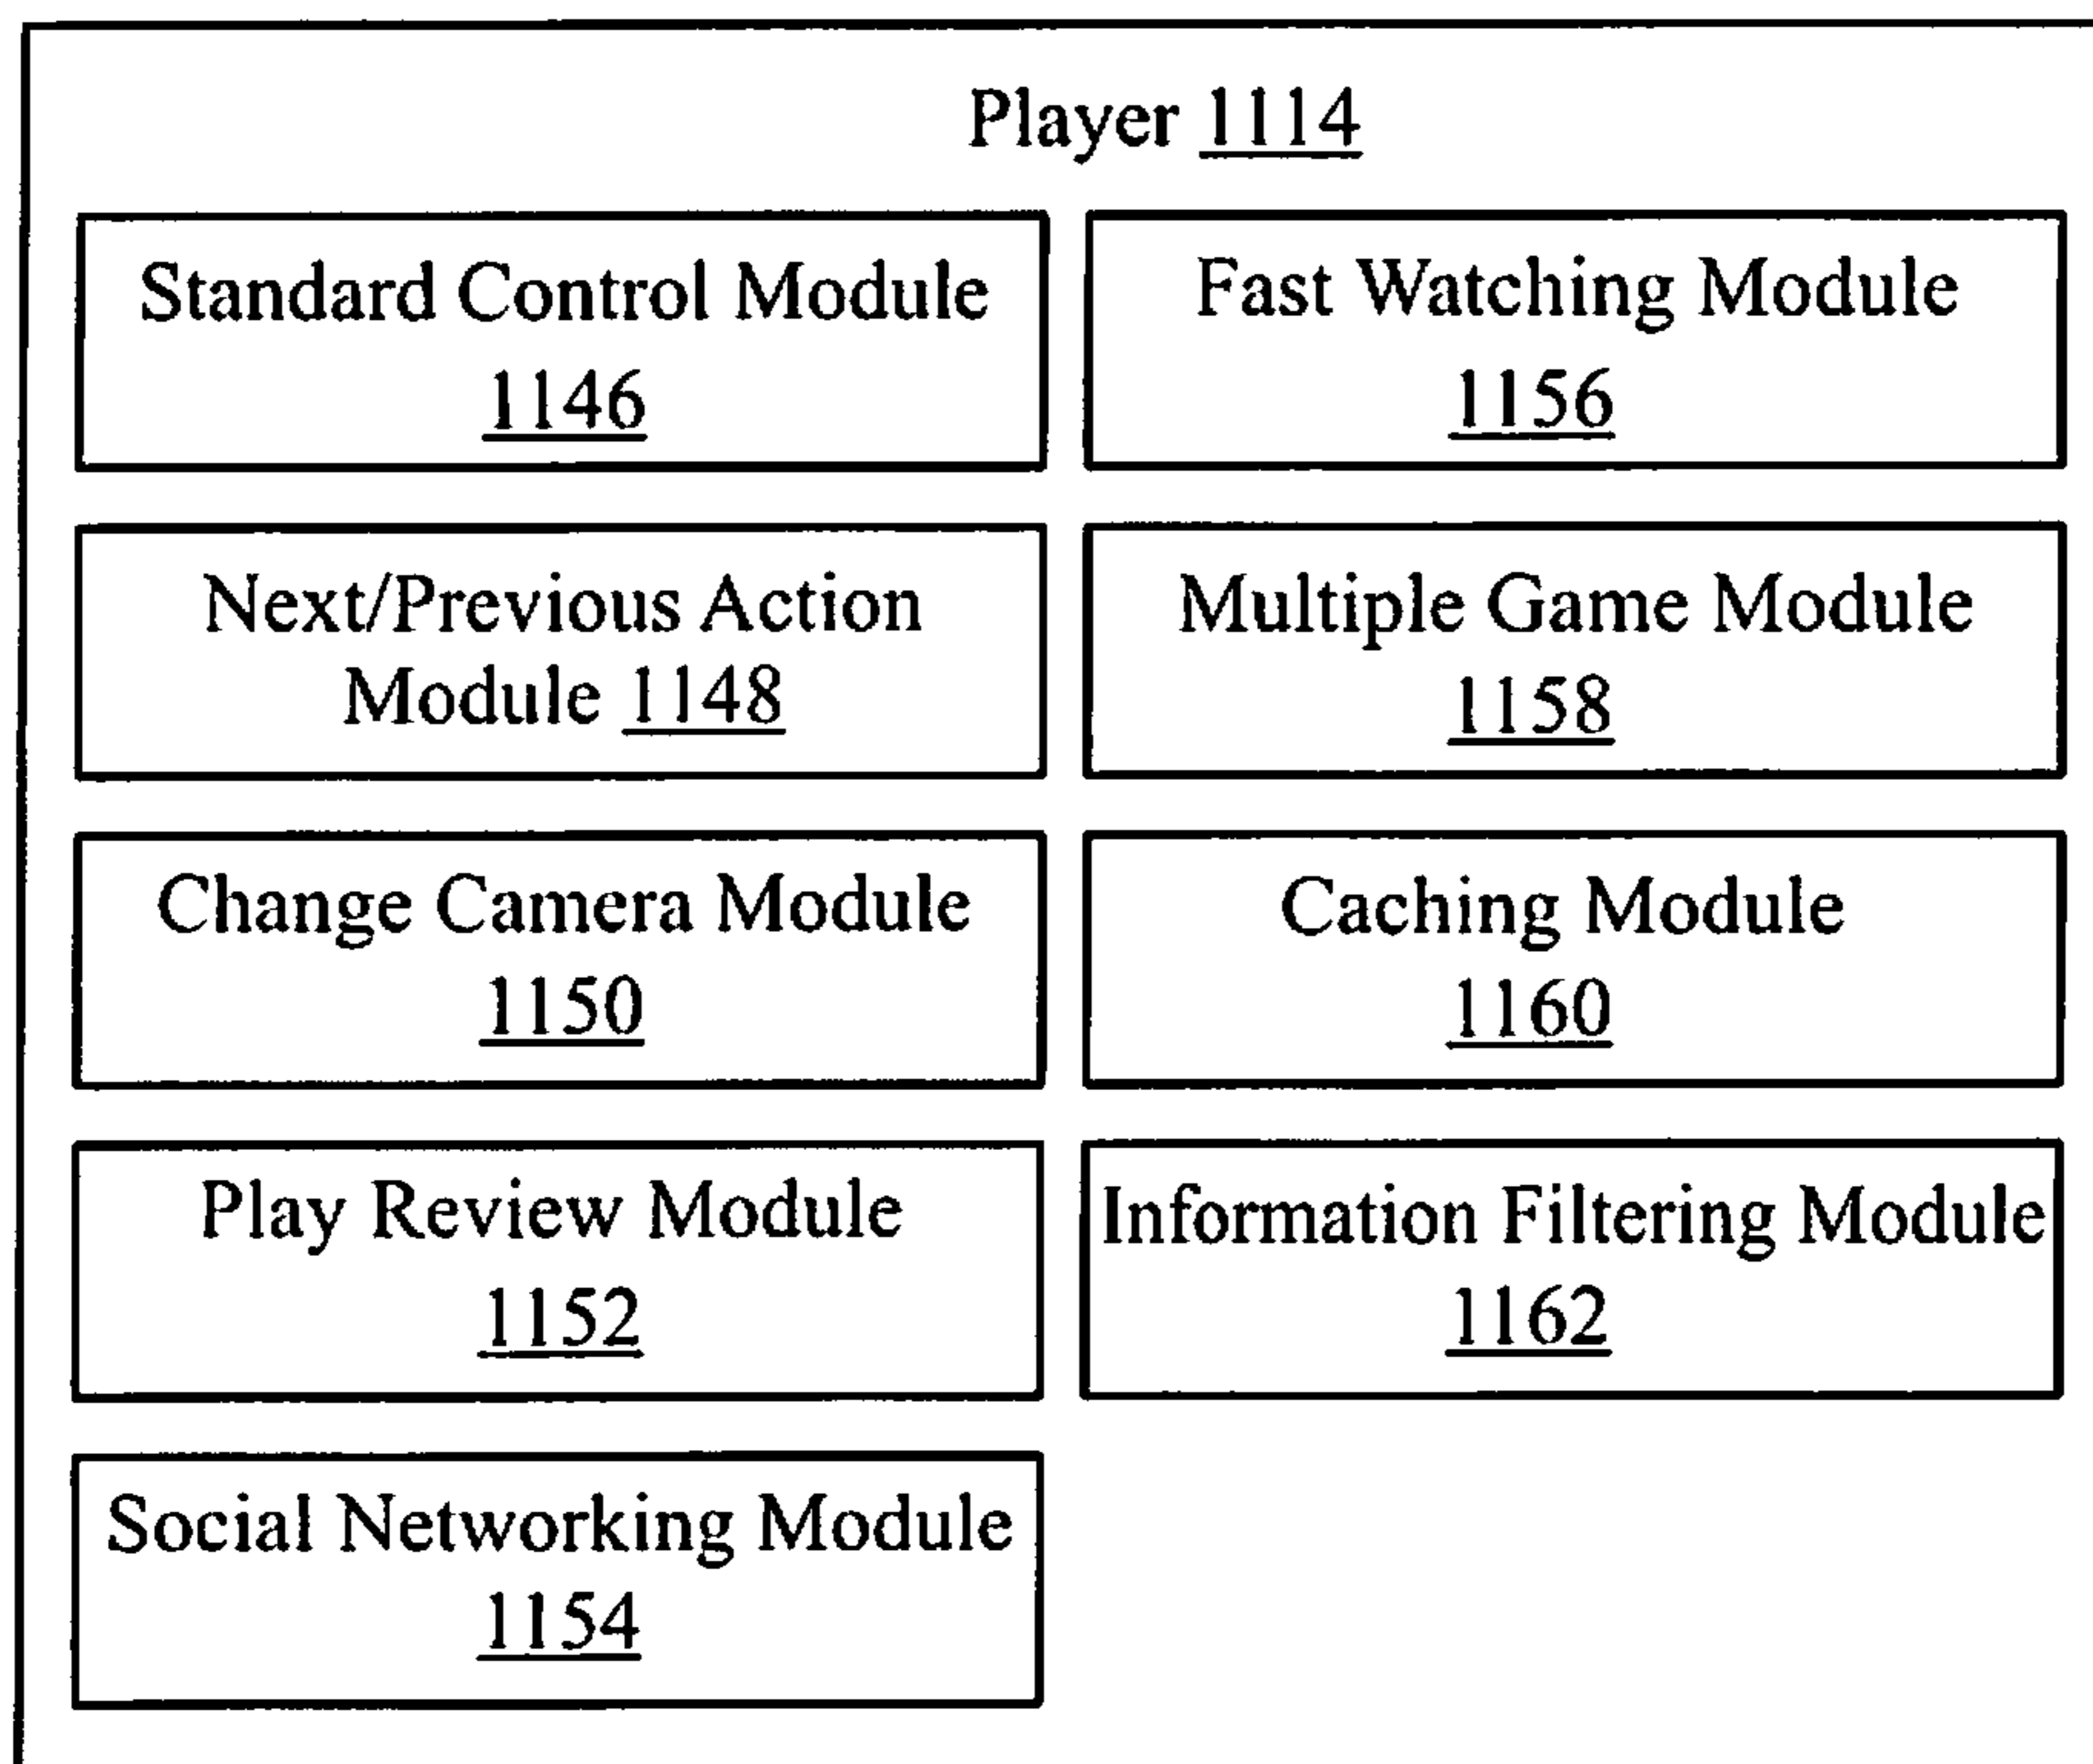 Player 1114
Standard Control Module
1146
Fast Watching Module
1156
Next/Previous Action
Module 1148
Multiple Game Module
1158
Change Camera Module
1150
Caching Module
1160
Play Review Module
1152
Information Filtering Module
1162
Social Networking Module
1154